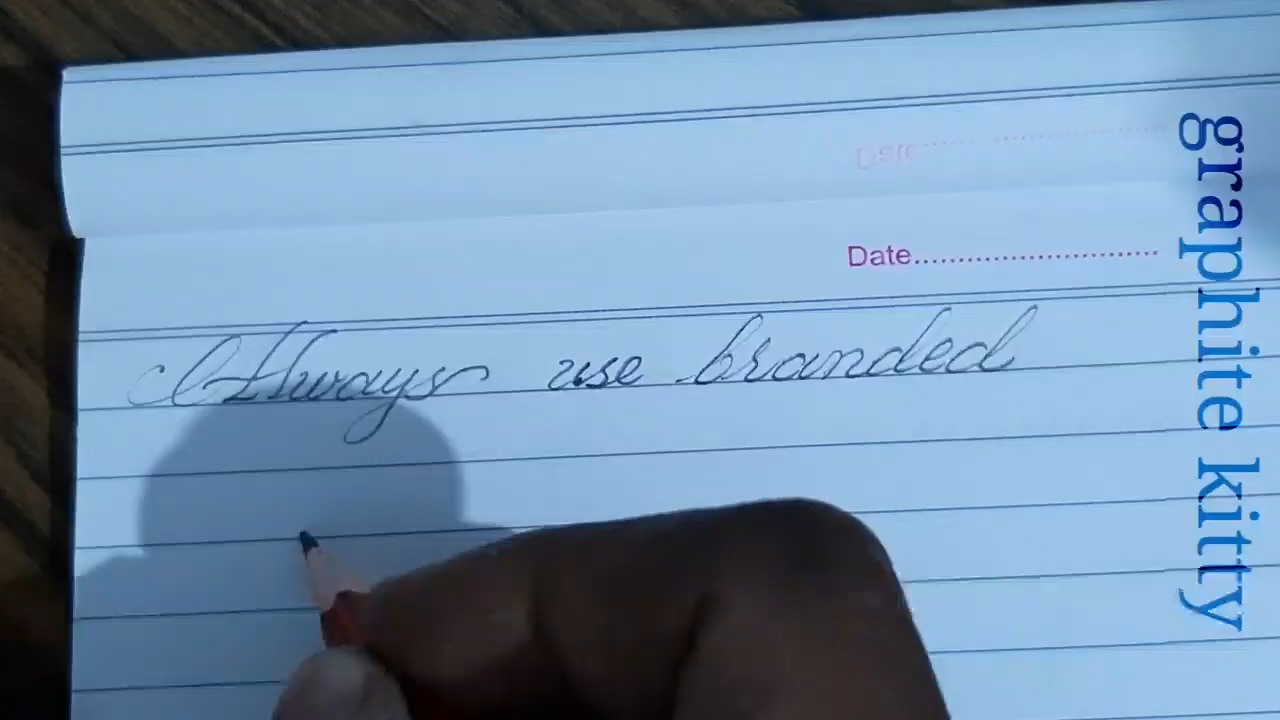 Date............................
Always use branded
graphite kitty